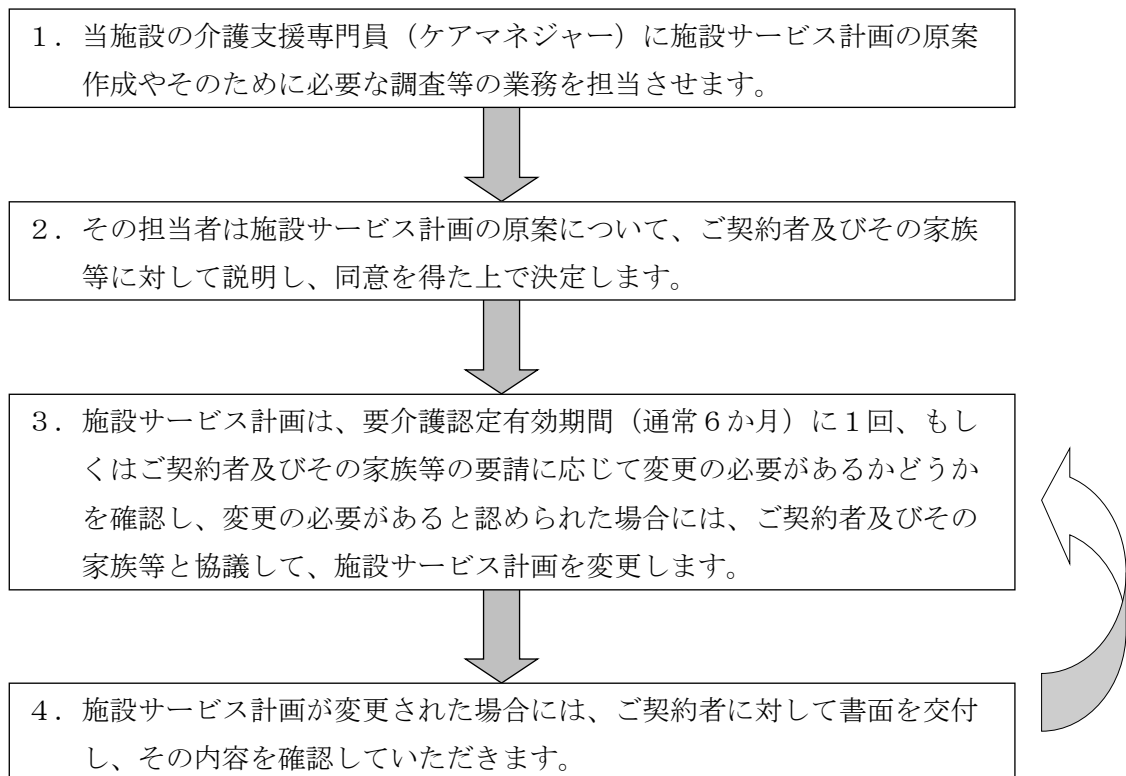 １．当施設の介護支援専門員（ケアマネジャー）に施設サービス計画の原案
作成やそのために必要な調査等の業務を担当させます。
２．その担当者は施設サービス計画の原案について、ご契約者及びその家族
等に対して説明し、同意を得た上で決定します。
３．施設サービス計画は、要介護認定有効期間（通常６か月）に１回、もし
くはご契約者及びその家族等の要請に応じて変更の必要があるかどうか
を確認し、変更の必要があると認められた場合には、ご契約者及びその
家族等と協議して、施設サービス計画を変更します。
４．施設サービス計画が変更された場合には、ご契約者に対して書面を交付
し、その内容を確認していただきます。